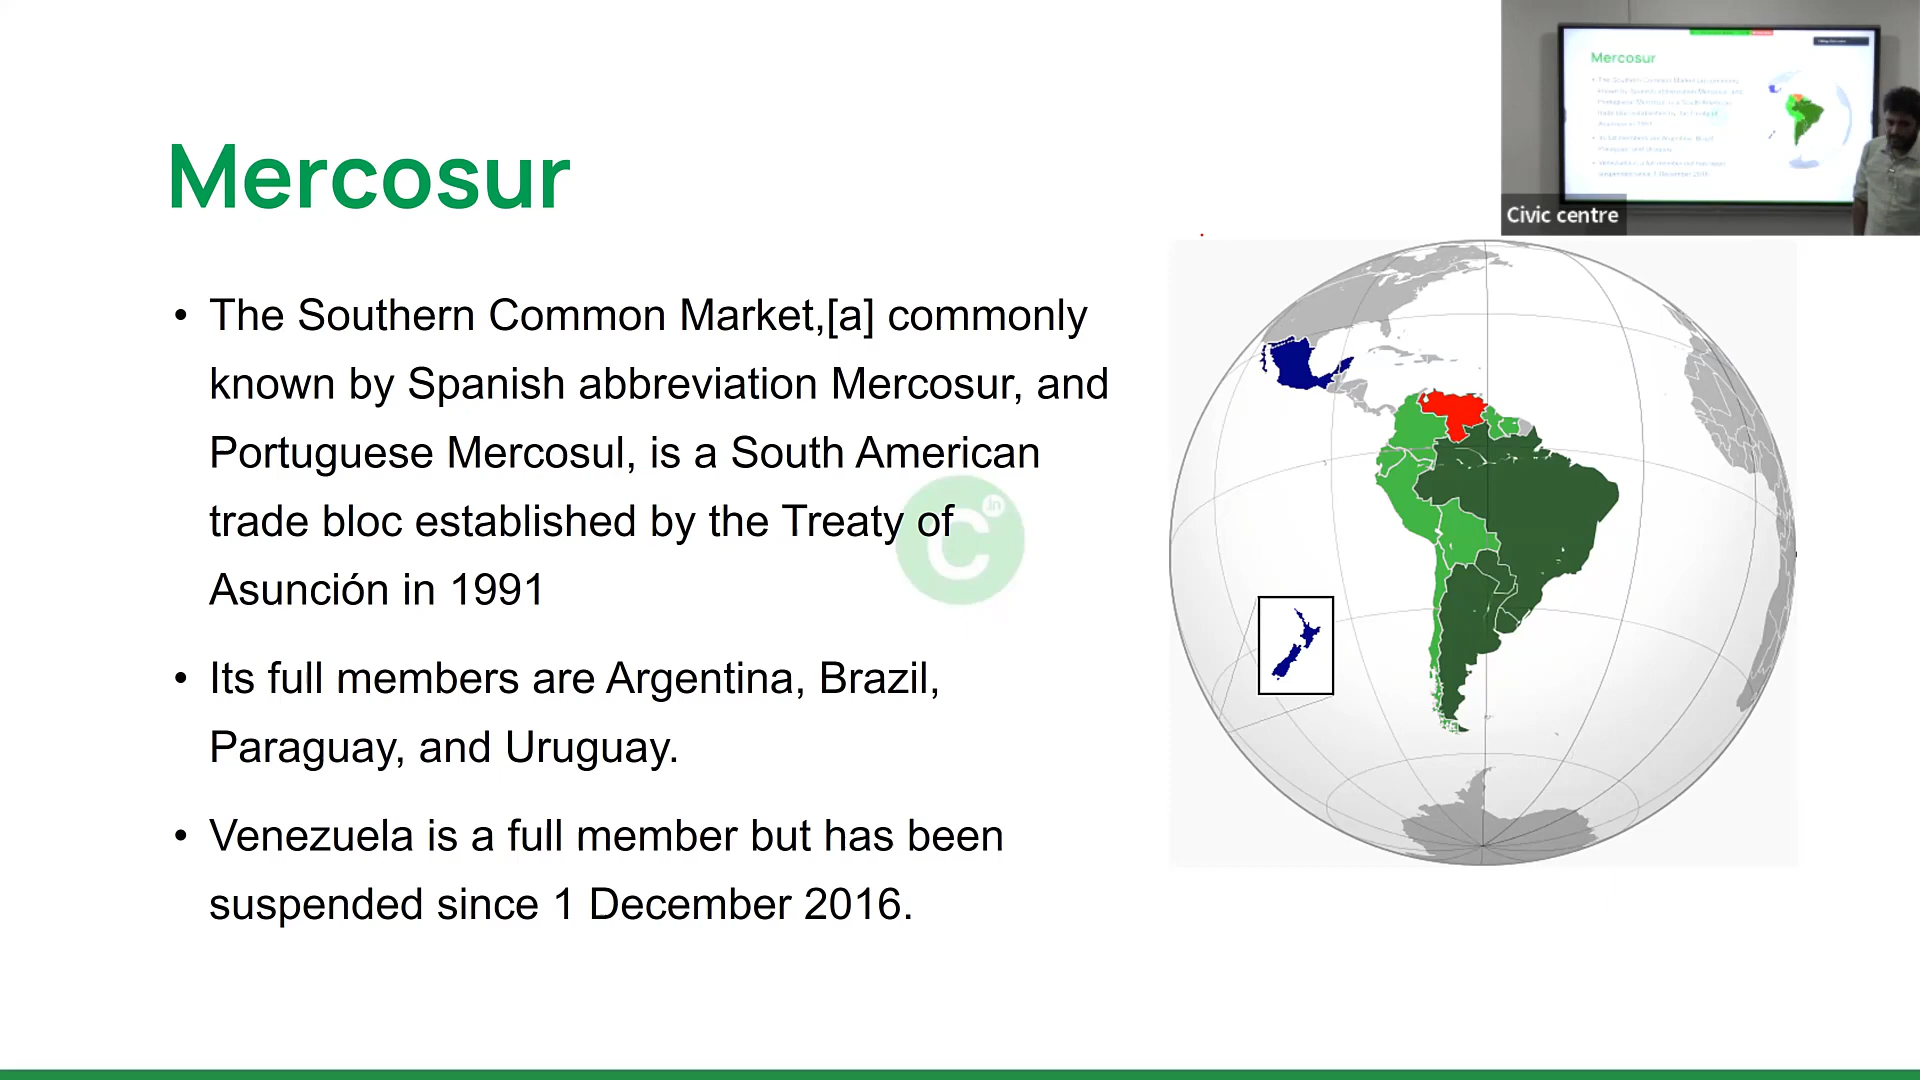 Mercosur
• The Southern Common Market,[a] commonly
known by Spanish abbreviation Mercosur, and
Portuguese Mercosul, is a South American
trade bloc established by the Treaty of
Asunción in 1991
• Its full members are Argentina, Brazil,
Paraguay, and Uruguay.
• Venezuela is a full member but has been
suspended since 1 December 2016.
C
.in
Mercosur
Civic centre